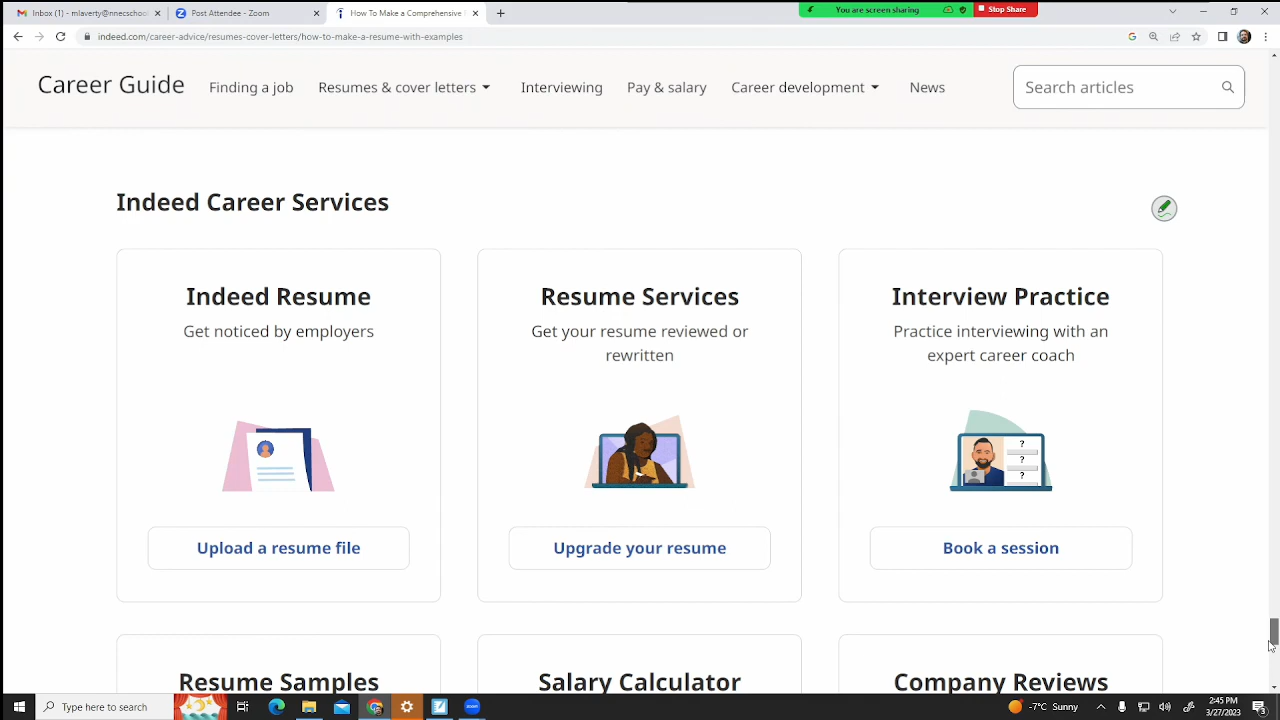 Inbox (1) - mlaverty@nnecschoo
Post Attendee - Zoom
How To Make a Comprehensive
You are screen sharing
Stop Share
indeed.com/career-advice/resumes-cover-letters/how-to-make-a-resume-with-examples
Career Guide
Finding a job
Resumes & cover letters
Interviewing
Pay & salary
Career development
News
Search articles
Indeed Career Services
Indeed Resume
Get noticed by employers
Upload a resume file
Resume Services
Get your resume reviewed or
rewritten
Upgrade your resume
Interview Practice
Practice interviewing with an
expert career coach
?
?
?
Book a session
Resume Samples
Salary Calculator
Company Reviews
Type here to search
7°C Sunny
2:45 PM
3/27/2023
3